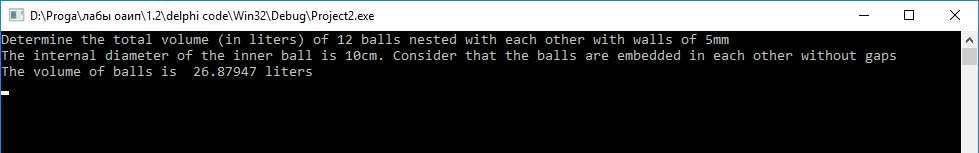 D:\Proga\лабы оаип\1.2\delphi code\Win32\Debug\Project2.exe
Determine the total volume (in liters) of 12 balls nested with each other with walls of 5mm
The internal diameter of the inner ball is 10cm. Consider that the balls are embedded in each other without gaps
The volume of balls is  26.87947 liters